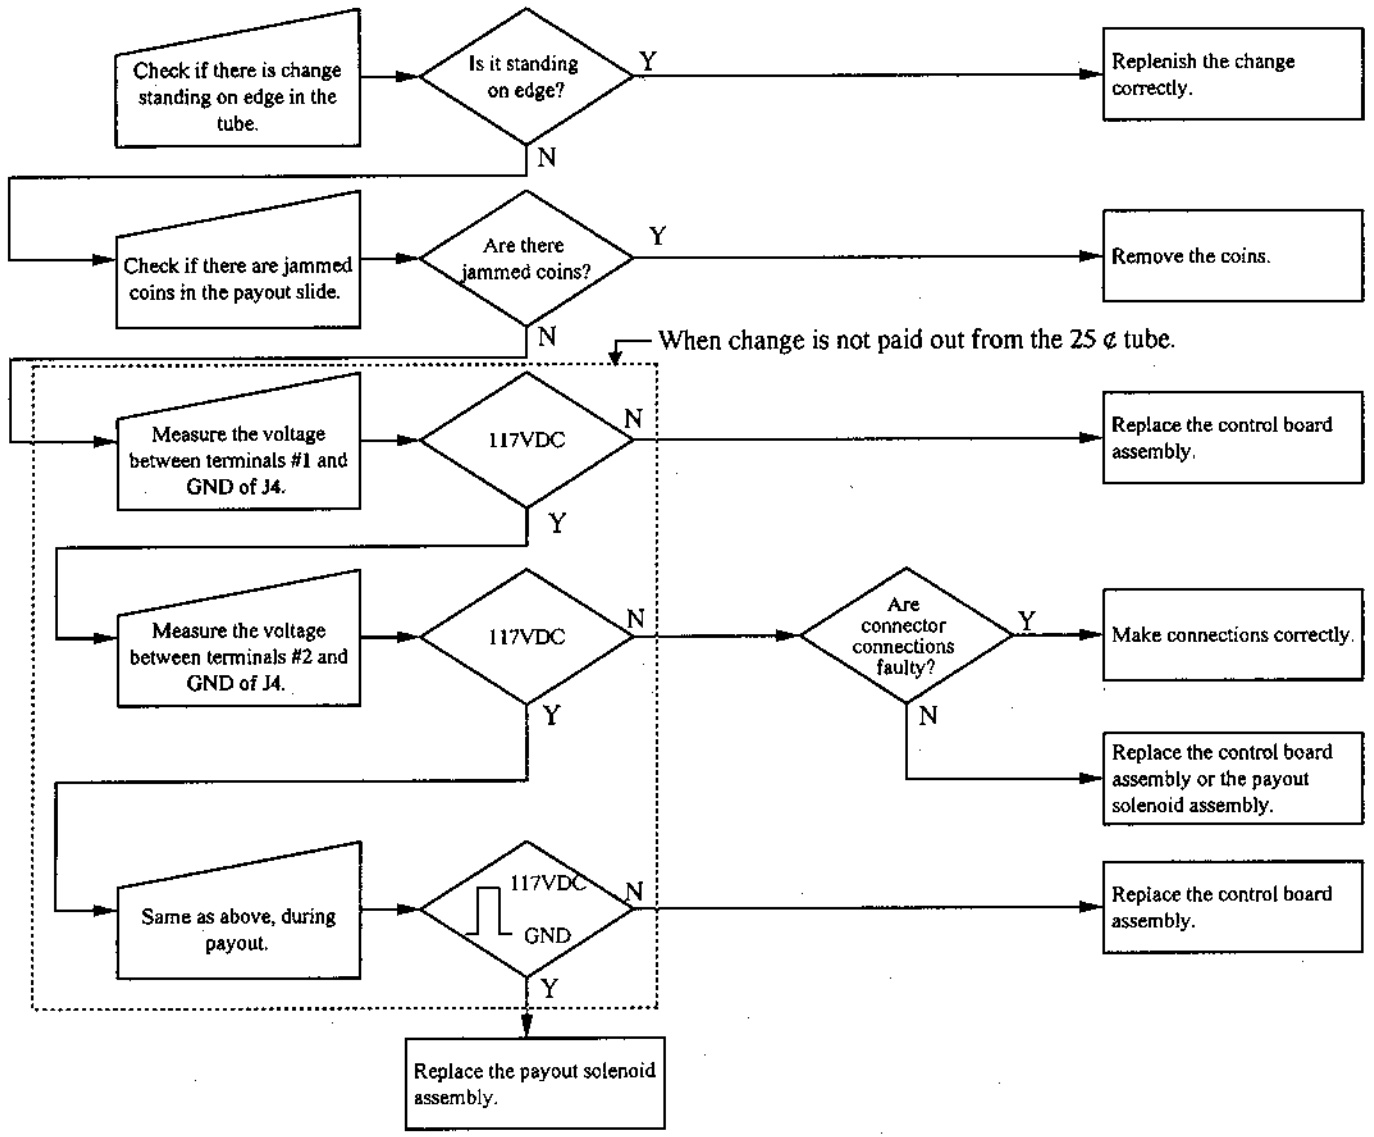 Check if there is change
standing on edge in the
tube.
Is it standing
on edge?
Y
Replenish the change
correctly.
N
Check if there are jammed
coins in the payout slide.
Are there
jammed coins?
Y
Remove the coins.
N
When change is not paid out from the 25 ¢ tube.
Measure the voltage
between terminals #1 and
GND of J4.
117VDC
N
Replace the control board
assembly.
Y
Measure the voltage
between terminals #2 and
GND of J4.
117VDC
N
Are
connector
connections
faulty?
Y
Make connections correctly.
Y
N
Replace the control board
assembly or the payout
solenoid assembly.
Same as above, during
payout.
117VDC
GND
N
Replace the control board
assembly.
Y
Replace the payout solenoid
assembly.